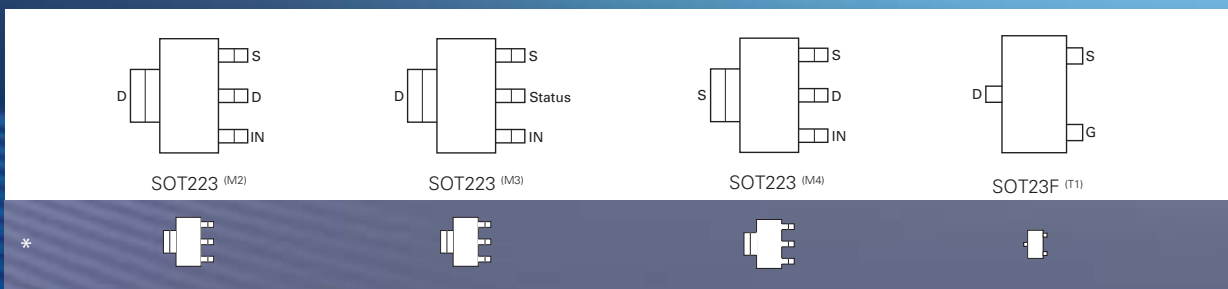 S
D
D
IN
SOT223 (M2)
S
D
Status
IN
SOT223 (M3)
S
S
D
IN
SOT223 (M4)
S
D
G
SOT23F (T1)
*